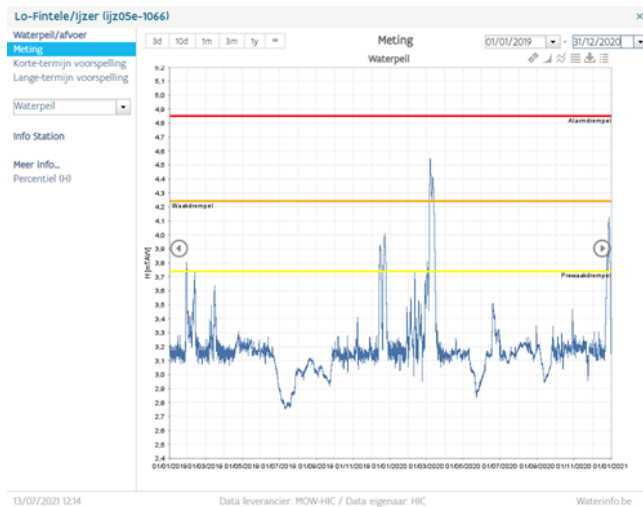 Lo-Fintele/Ijzer (ijz05e-1066)
×
Waterpeil/afvoer
Meting
Korte-termijn voorspelling
Lange-termijn voorspelling
Waterpeil
Info Station
Meer info...
Percentiel (H)
3d 10d 1m 3m 1y ∞
Meting
01/01/2019 - 31/12/2020
Waterpeil
5,2
5,1
5,0
4,9
4,8
4,7
4,6
4,5
4,4
4,3
4,2
4,1
4,0
3,9
3,8
3,7
3,6
3,5
3,4
3,3
3,2
3,1
3,0
2,9
2,8
2,7
2,6
2,5
2,4
H [mTAW]
Alarmdrempel
Waakdrempel
Prewaakdrempel
01/01/2019 01/03/2019 01/05/2019 01/07/2019 01/09/2019 01/11/2019 01/01/2020 01/03/2020 01/05/2020 01/07/2020 01/09/2020 01/11/2020 01/01/2021
13/07/2021 12:14
Data leverancier: MOW-HIC / Data eigenaar: HIC
Waterinfo.be